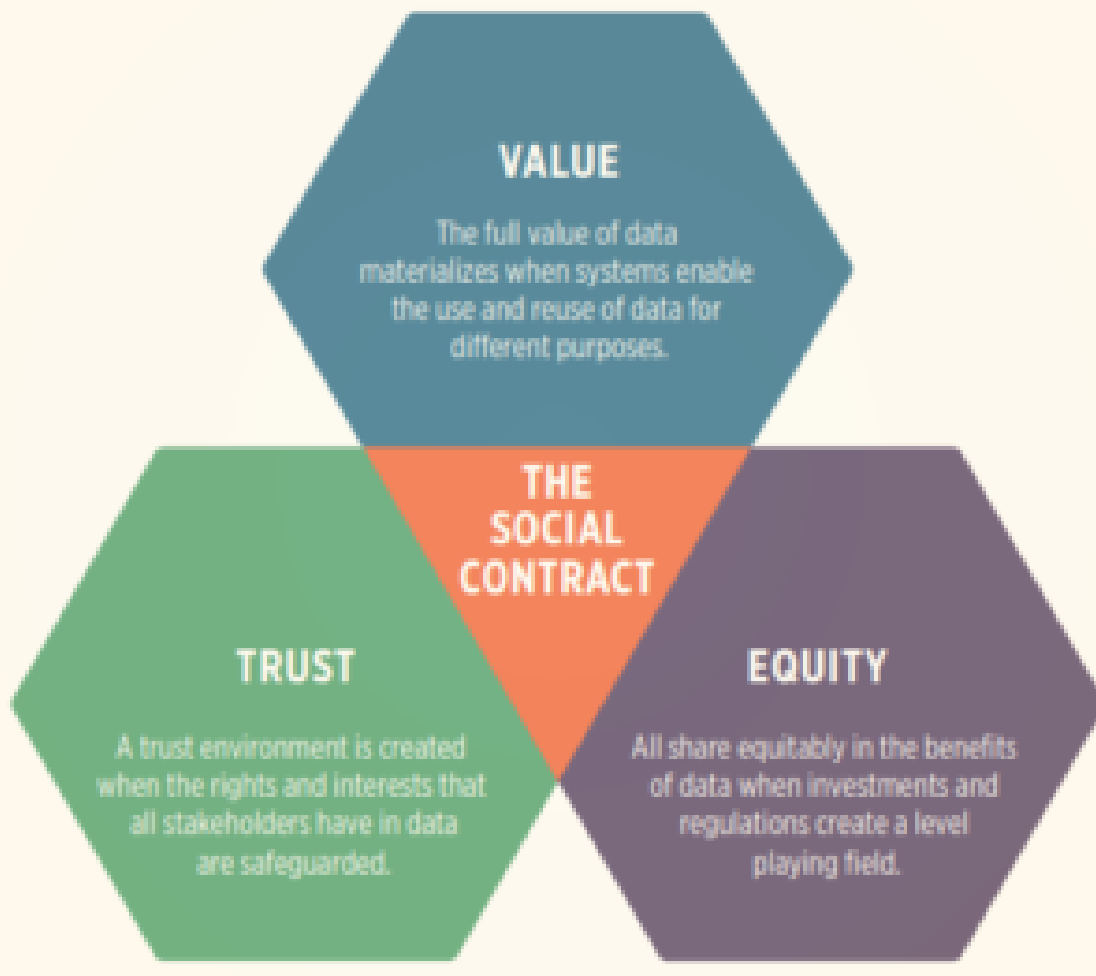 VALUE
The full value of data
materializes when systems enable
the use and reuse of data for
different purposes.
THE
SOCIAL
CONTRACT
TRUST
A trust environment is created
when the rights and interests that
all stakeholders have in data
are safeguarded.
EQUITY
All share equitably in the benefits
of data when investments and
regulations create a level
playing field.